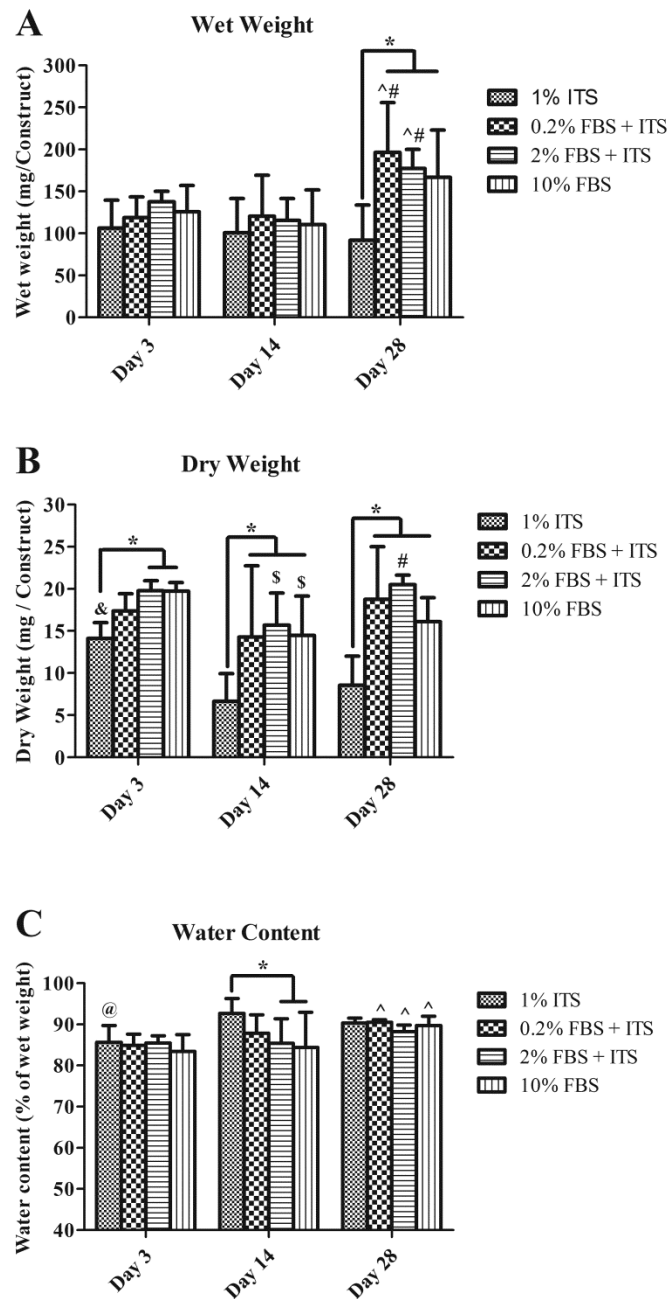 A
Wet Weight
Wet weight (mg/Construct)
300
250
200
150
100
50
0
*
^#
^#
Day 3
Day 14
Day 28
1% ITS
0.2% FBS + ITS
2% FBS + ITS
10% FBS
B
Dry Weight
Dry Weight (mg / Construct)
30
25
20
15
10
5
0
&
*
*
$
$
*
#
Day 3
Day 14
Day 28
1% ITS
0.2% FBS + ITS
2% FBS + ITS
10% FBS
C
Water Content
Water content (% of wet weight)
100
90
80
70
60
50
40
@
*
^
^
^
Day 3
Day 14
Day 28
1% ITS
0.2% FBS + ITS
2% FBS + ITS
10% FBS